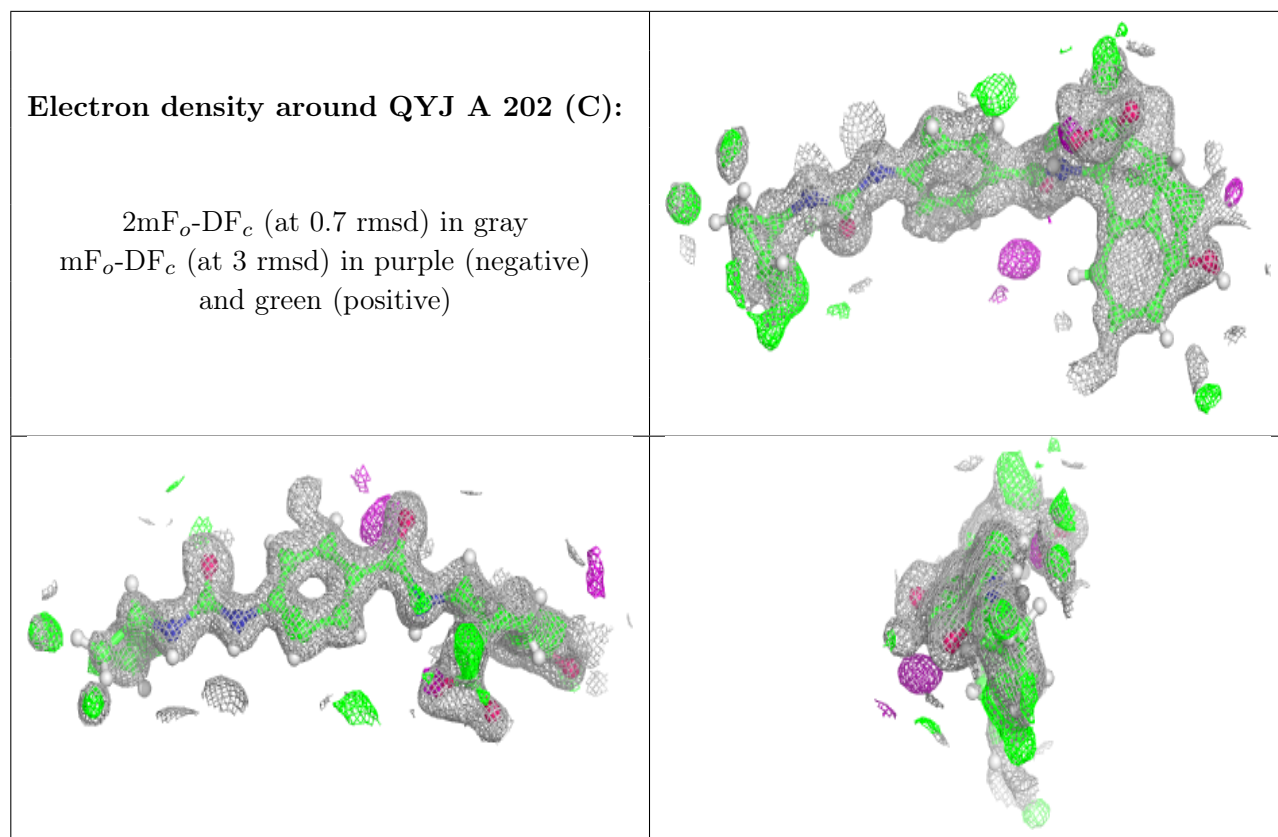 Electron density around QYJ A 202 (C):
2mFₒ-DF𝒸 (at 0.7 rmsd) in gray
mFₒ-DF𝒸 (at 3 rmsd) in purple (negative)
and green (positive)